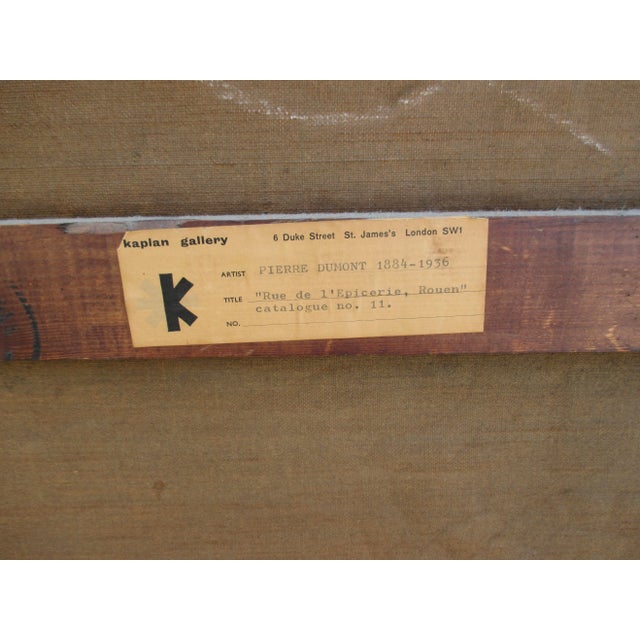 kaplan gallery 6 Duke Street St. James's London SW1
K
ARTIST PIERRE DUMONT 1884-1936
TITLE "Rue de l'Epicerie, Rouen"
catalogue no. 11.
NO.